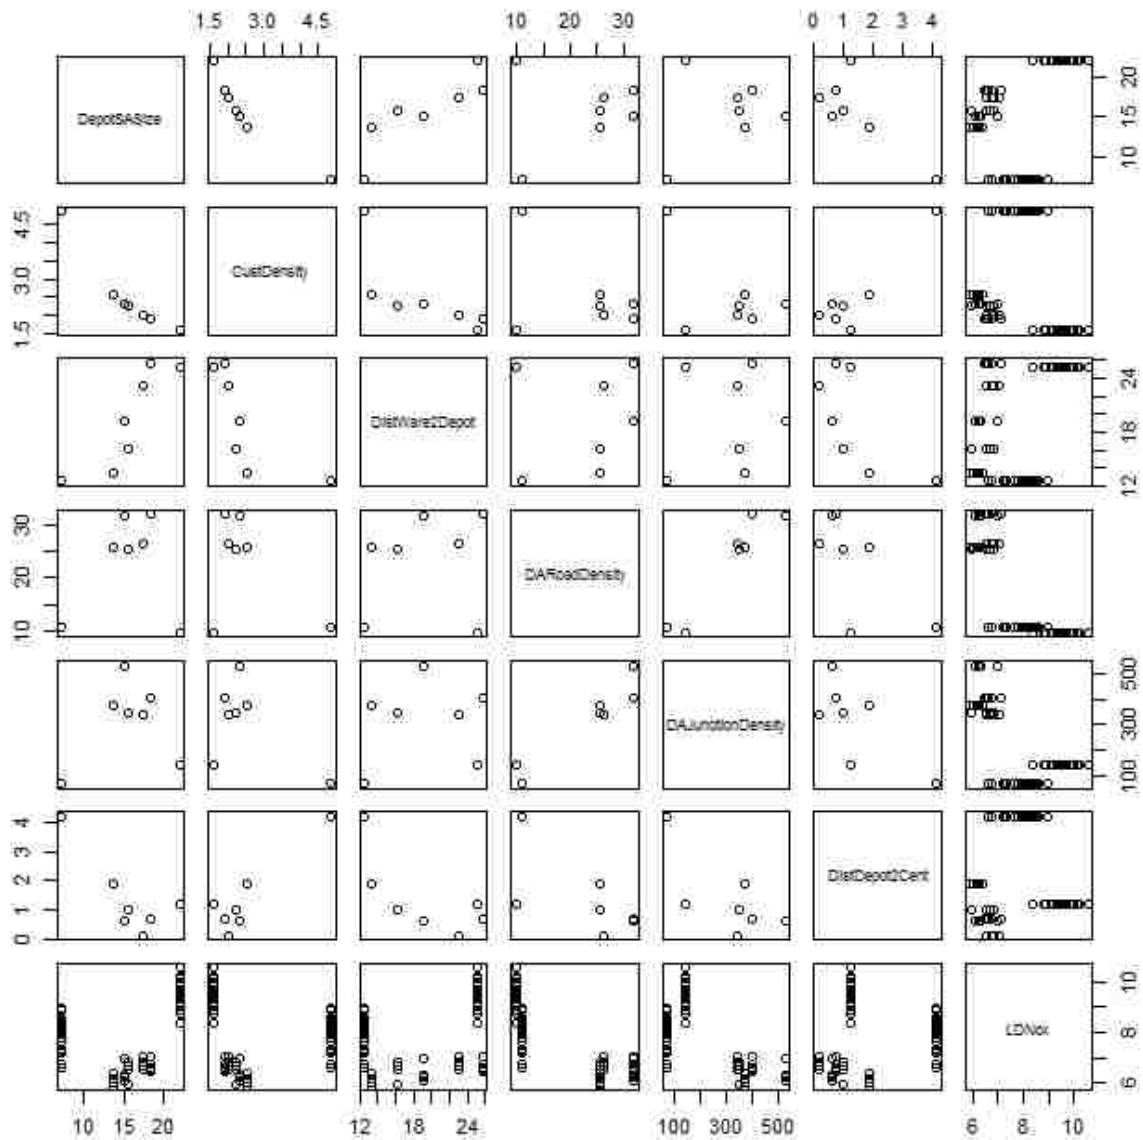 1.5 3.0 4.5 10 30 0 1 2 3 4
DepotSASize
10 15 20
1.5 3.0 4.5
CustDensity
DistWare2Depot
12 18 24
10 20 30
DARoadDensity
DAJunctionDensity
100 300 500
0 1 2 3 4
DistDepot2Cent
LDNox
6 8 10
10 15 20 12 18 24 100 300 500 6 8 10